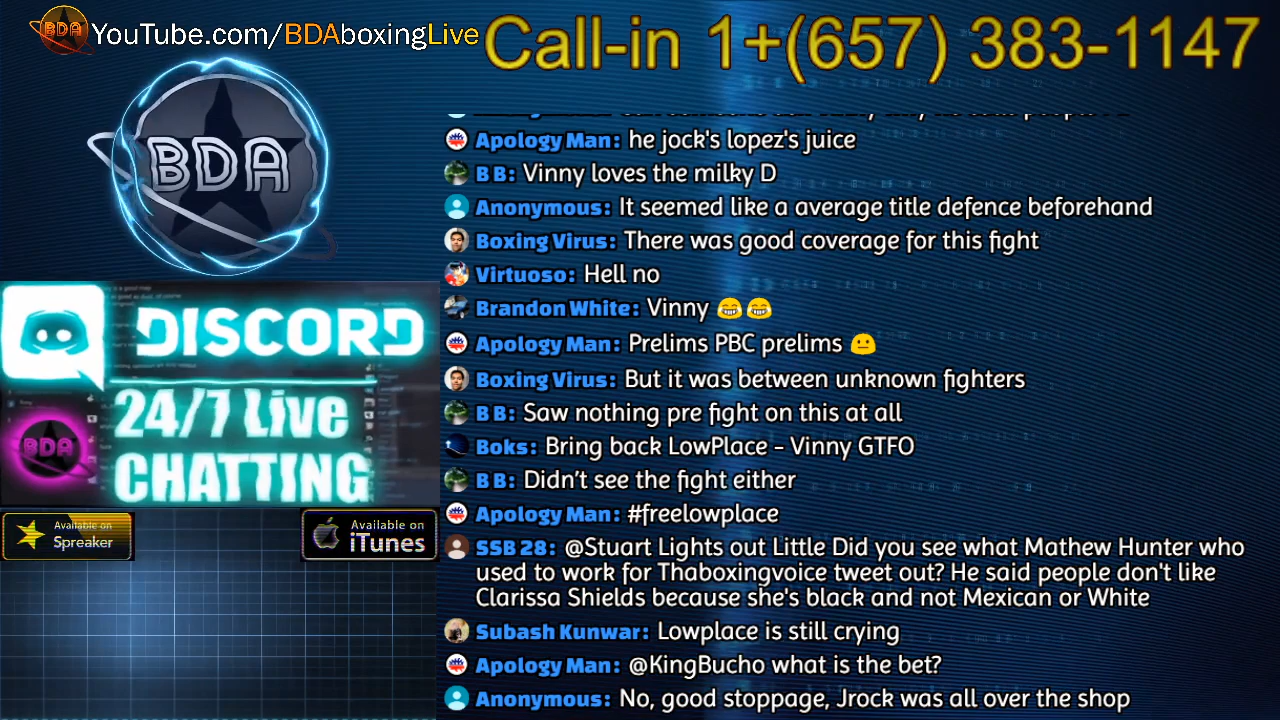 YouTube.com/BDAboxingLive
Call-in 1+(657) 383-1147
BDA
DISCORD
24/7 Live
CHATTING
BDA
Available on
Spreaker
Available on
iTunes
Apology Man: he jock's lopez's juice
B B: Vinny loves the milky D
Anonymous: It seemed like a average title defence beforehand
Boxing Virus: There was good coverage for this fight
Virtuoso: Hell no
Brandon White: Vinny 😂😂
Apology Man: Prelims PBC prelims 😐
Boxing Virus: But it was between unknown fighters
B B: Saw nothing pre fight on this at all
Boks: Bring back LowPlace - Vinny GTFO
B B: Didn't see the fight either
Apology Man: #freelowplace
SSB 28: @Stuart Lights out Little Did you see what Mathew Hunter who
used to work for Thaboxingvoice tweet out? He said people don't like
Clarissa Shields because she's black and not Mexican or White
Subash Kunwar: Lowplace is still crying
Apology Man: @KingBucho what is the bet?
Anonymous: No, good stoppage, Jrock was all over the shop